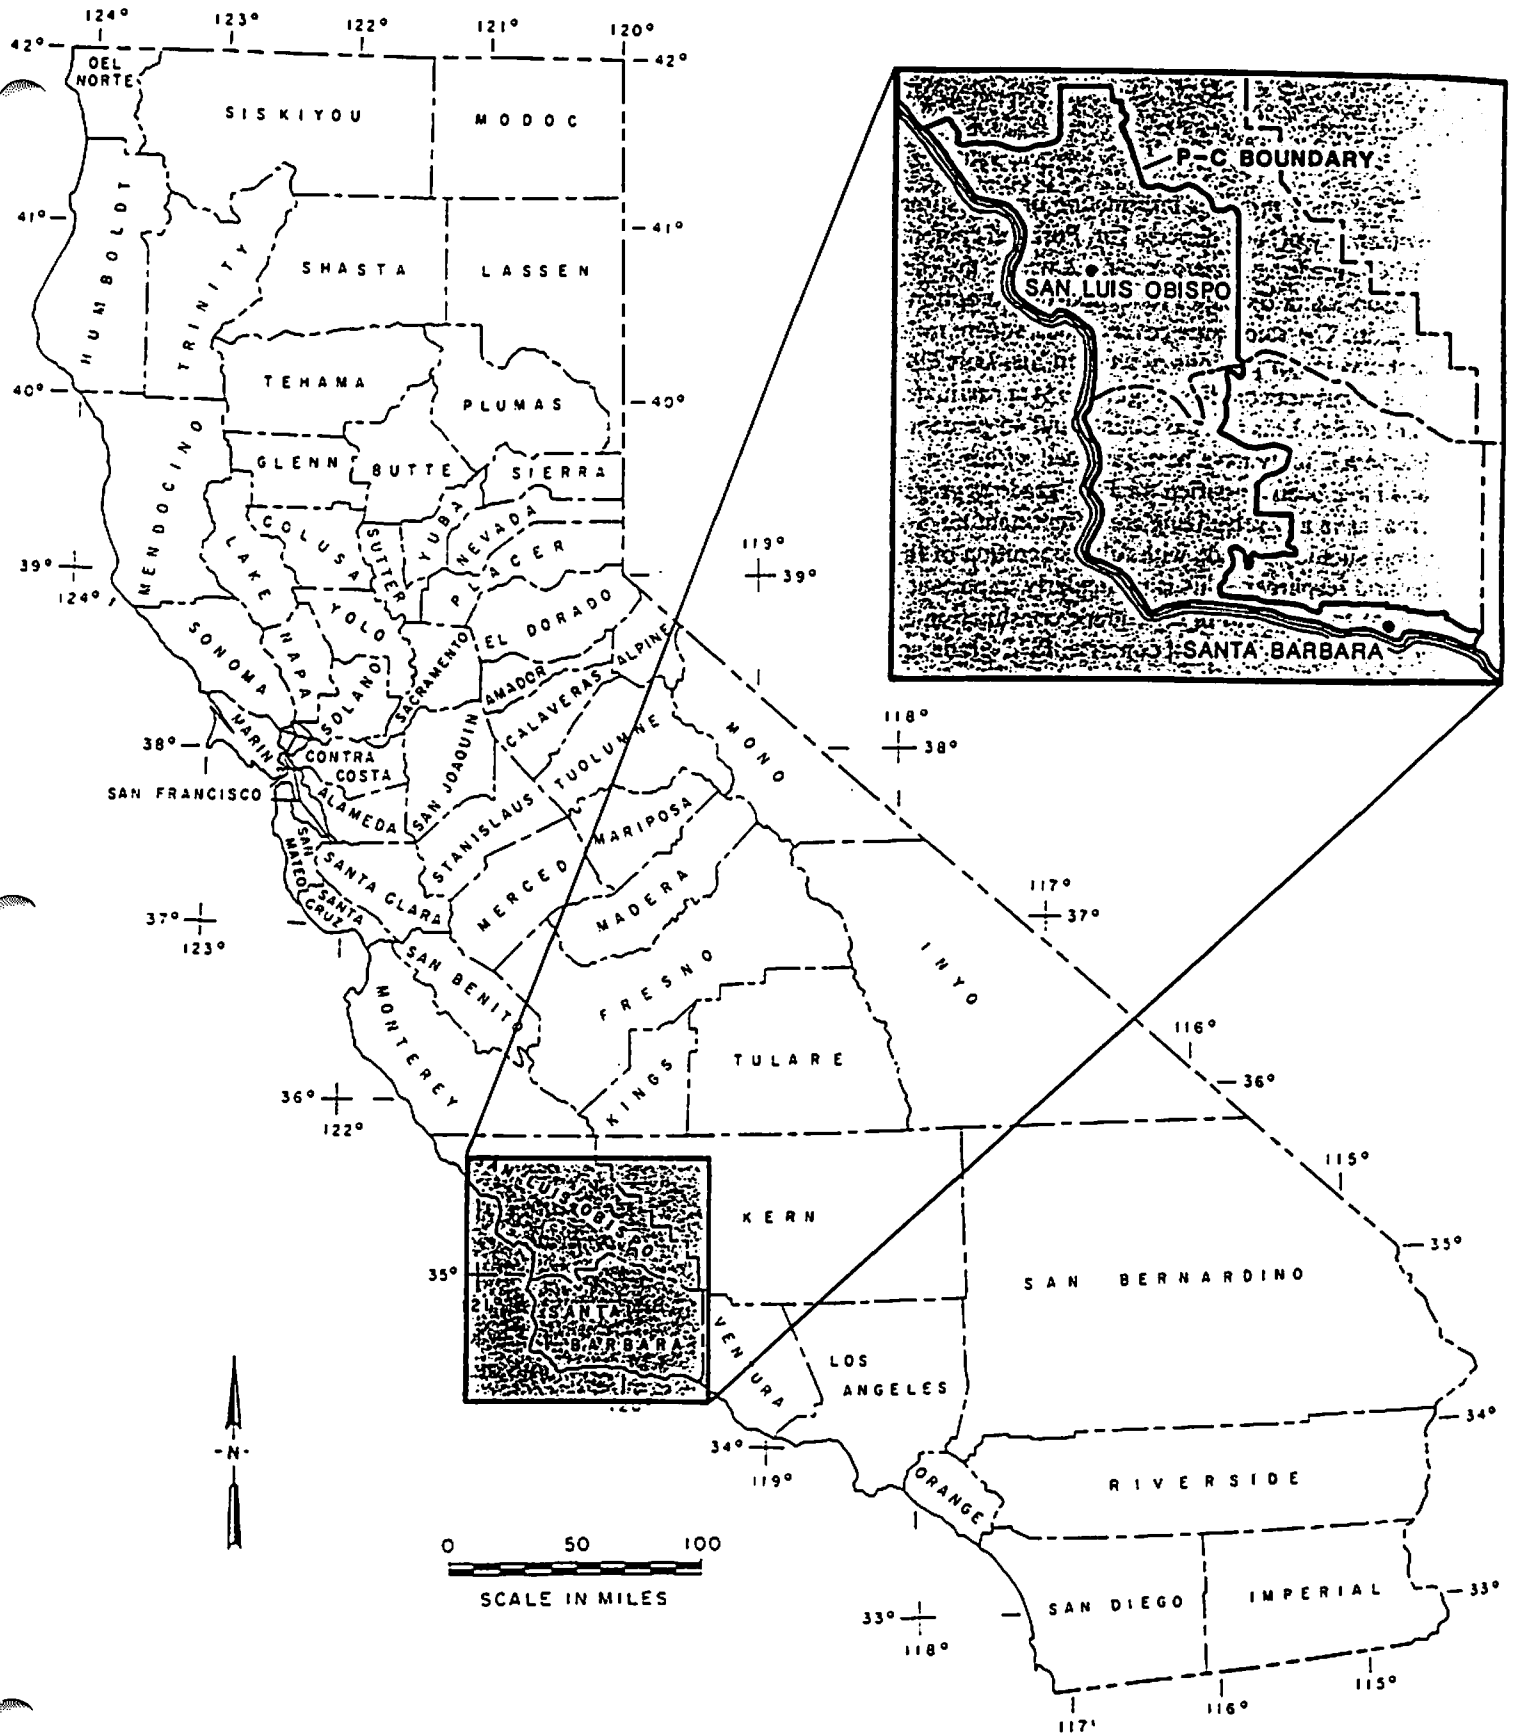 124°
123°
122°
121°
120°
42°
42°
DEL
NORTE
SISKIYOU
MODOC
P-C BOUNDARY
41°
41°
HUMBOLDT
TRINITY
SHASTA
LASSEN
SAN LUIS OBISPO
40°
40°
TEHAMA
PLUMAS
MENDOCINO
GLENN
BUTTE
SIERRA
COLUSA
SUTTER
YUBA
NEVADA
PLACER
LAKE
39°
124°
119°
39°
SONOMA
NAPA
YOLO
EL DORADO
SANTA BARBARA
SOLANO
SACRAMENTO
AMADOR
ALPINE
CALAVERAS
TUOLUMNE
MONO
118°
38°
38°
MARIN
CONTRA
COSTA
SAN FRANCISCO
ALAMEDA
SAN JOAQUIN
STANISLAUS
MARIPOSA
SAN
MATEO
SANTA CLARA
SANTA
CRUZ
MERCED
MADERA
117°
37°
37°
123°
SAN BENIT
MONTEREY
FRESNO
INYO
KINGS
TULARE
116°
36°
36°
122°
115°
SAN LUIS OBISPO
KERN
35°
35°
SAN BERNARDINO
SANTA
BARBARA
VENTURA
LOS
ANGELES
34°
34°
119°
-N-
ORANGE
RIVERSIDE
0 50 100
SCALE IN MILES
33°
33°
118°
SAN DIEGO
IMPERIAL
117'
116°
115°